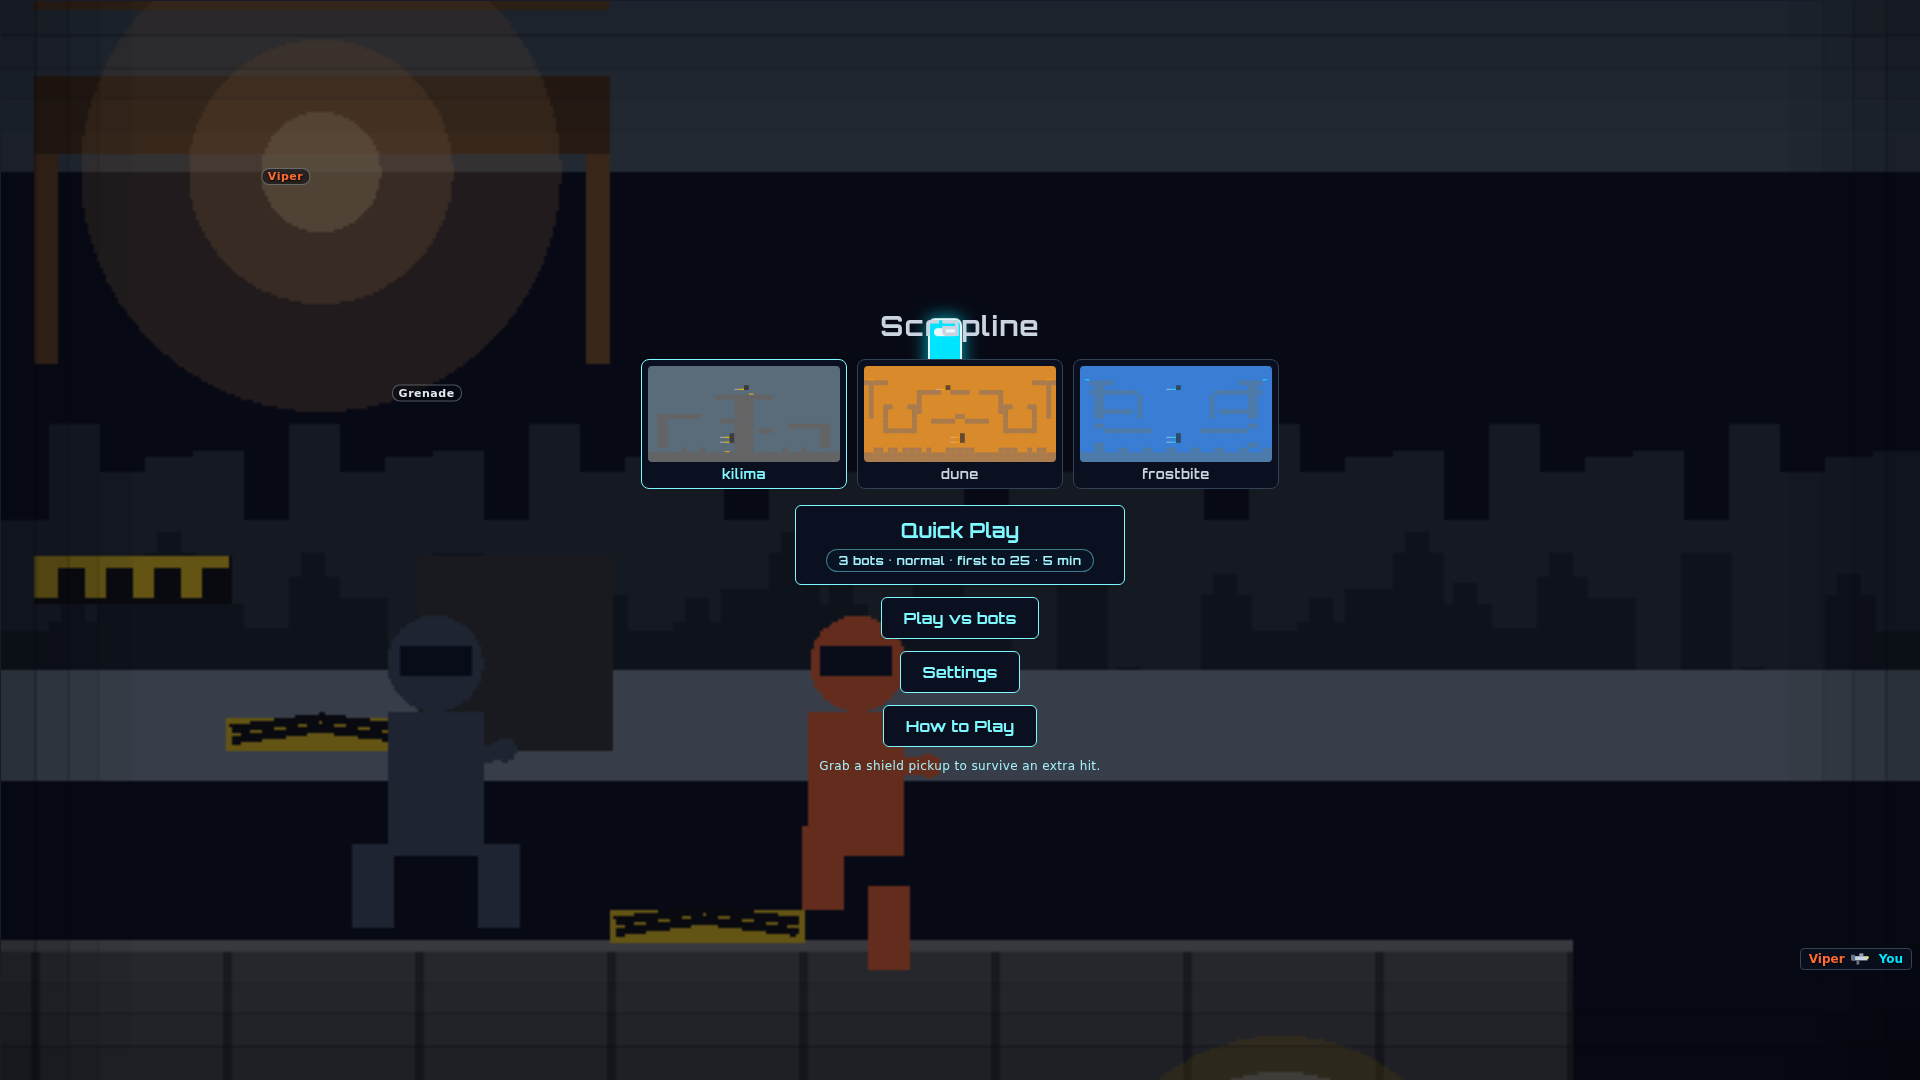 Viper
Scrapline
Grenade
kilima
dune
frostbite
Quick Play
3 bots · normal · first to 25 · 5 min
Play vs bots
Settings
How to Play
Grab a shield pickup to survive an extra hit.
Viper You